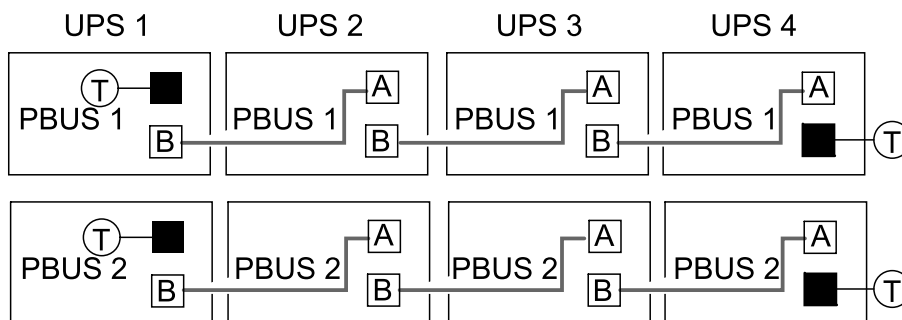 UPS 1 UPS 2 UPS 3 UPS 4
T A A A
PBUS 1 PBUS 1 PBUS 1 PBUS 1
B B B T
T A A A
PBUS 2 PBUS 2 PBUS 2 PBUS 2
B B B T